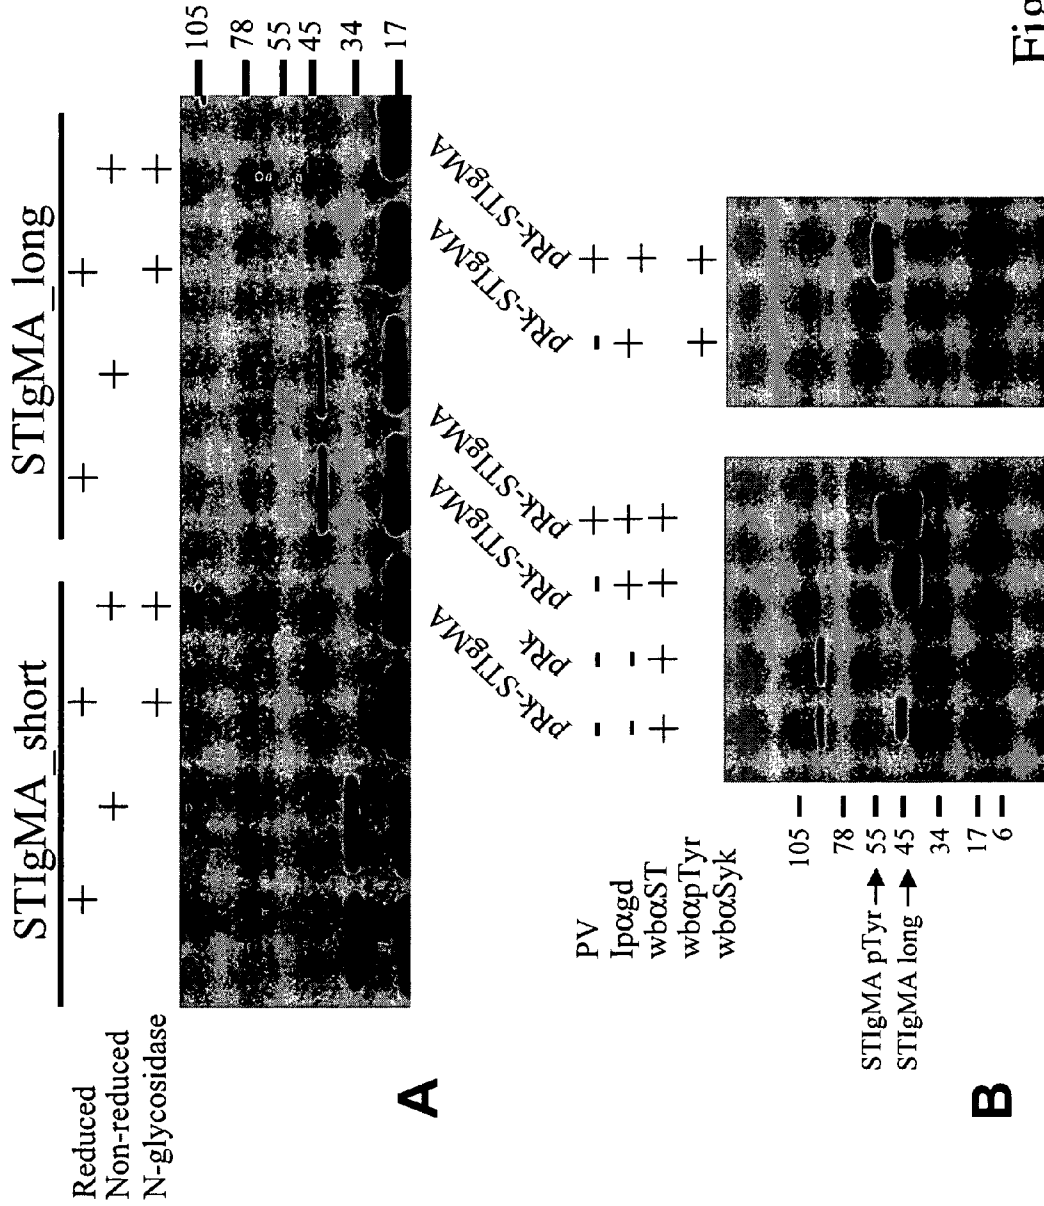 STIgMA_short STIgMA_long
Reduced + + + +
Non-reduced + + + +
N-glycosidase + + + +
105
78
55
45
34
17
A
pRk-STIgMA pRk pRk-STIgMA pRk-STIgMA pRk-STIgMA pRk-STIgMA
PV - - - + - +
Ipαgd - - + + + +
wbαST + + + +
wbαpTyr + +
wbαSyk
105
78
STIgMA pTyr → 55
STIgMA long → 45
34
17
6
B